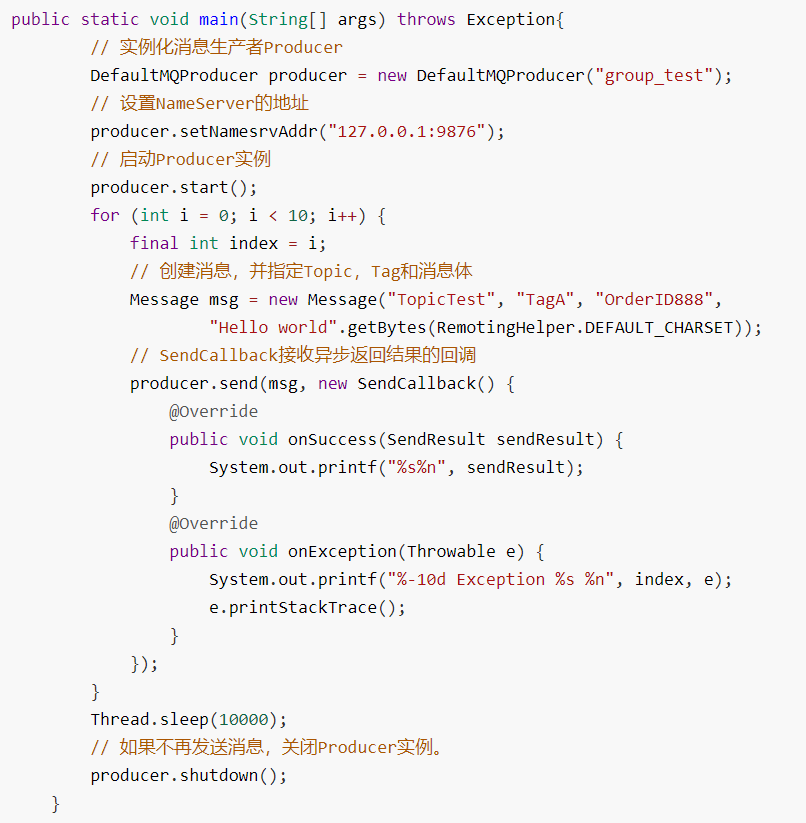 public static void main(String[] args) throws Exception{
        // 实例化消息生产者Producer
        DefaultMQProducer producer = new DefaultMQProducer("group_test");
        // 设置NameServer的地址
        producer.setNamesrvAddr("127.0.0.1:9876");
        // 启动Producer实例
        producer.start();
        for (int i = 0; i < 10; i++) {
            final int index = i;
            // 创建消息，并指定Topic，Tag和消息体
            Message msg = new Message("TopicTest", "TagA", "OrderID888",
                    "Hello world".getBytes(RemotingHelper.DEFAULT_CHARSET));
            // SendCallback接收异步返回结果的回调
            producer.send(msg, new SendCallback() {
                @Override
                public void onSuccess(SendResult sendResult) {
                    System.out.printf("%s%n", sendResult);
                }
                @Override
                public void onException(Throwable e) {
                    System.out.printf("%-10d Exception %s %n", index, e);
                    e.printStackTrace();
                }
            });
        }
        Thread.sleep(10000);
        // 如果不再发送消息，关闭Producer实例。
        producer.shutdown();
    }